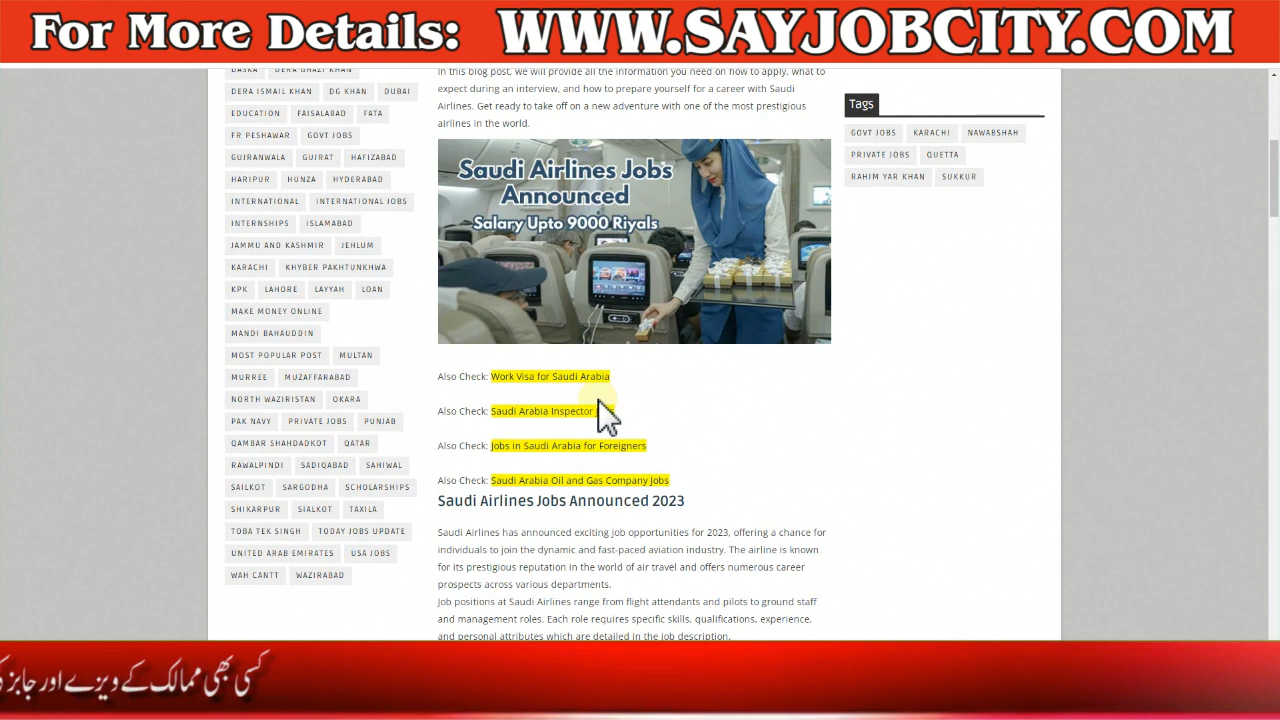 For More Details: WWW.SAYJOBCITY.COM
DASKA DERA GHAZI KHAN
DERA ISMAIL KHAN DG KHAN DUBAI
EDUCATION FAISALABAD FATA
FR PESHAWAR GOVT JOBS
GUJRANWALA GUJRAT HAFIZABAD
HARIPUR HUNZA HYDERABAD
INTERNATIONAL INTERNATIONAL JOBS
INTERNSHIPS ISLAMABAD
JAMMU AND KASHMIR JEHLUM
KARACHI KHYBER PAKHTUNKHWA
KPK LAHORE LAYYAH LOAN
MAKE MONEY ONLINE
MANDI BAHAUDDIN
MOST POPULAR POST MULTAN
MURREE MUZAFFARABAD
NORTH WAZIRISTAN OKARA
PAK NAVY PRIVATE JOBS PUNJAB
QAMBAR SHAHDADKOT QATAR
RAWALPINDI SADIQABAD SAHIWAL
SAILKOT SARGODHA SCHOLARSHIPS
SHIKARPUR SIALKOT TAXILA
TOBA TEK SINGH TODAY JOBS UPDATE
UNITED ARAB EMIRATES USA JOBS
WAH CANTT WAZIRABAD
In this blog post, we will provide all the information you need on how to apply, what to
expect during an interview, and how to prepare yourself for a career with Saudi
Airlines. Get ready to take off on a new adventure with one of the most prestigious
airlines in the world.
Saudi Airlines Jobs
Announced
Salary Upto 9000 Riyals
Also Check: Work Visa for Saudi Arabia
Also Check: Saudi Arabia Inspector
Also Check: Jobs in Saudi Arabia for Foreigners
Also Check: Saudi Arabia Oil and Gas Company Jobs
Saudi Airlines Jobs Announced 2023
Saudi Airlines has announced exciting job opportunities for 2023, offering a chance for
individuals to join the dynamic and fast-paced aviation industry. The airline is known
for its prestigious reputation in the world of air travel and offers numerous career
prospects across various departments.
Job positions at Saudi Airlines range from flight attendants and pilots to ground staff
and management roles. Each role requires specific skills, qualifications, experience,
and personal attributes which are detailed in the job description.
Tags
GOVT JOBS KARACHI NAWABSHAH
PRIVATE JOBS QUETTA
RAHIM YAR KHAN SUKKUR
کسی بھی ممالک کے ویزے اور جابز